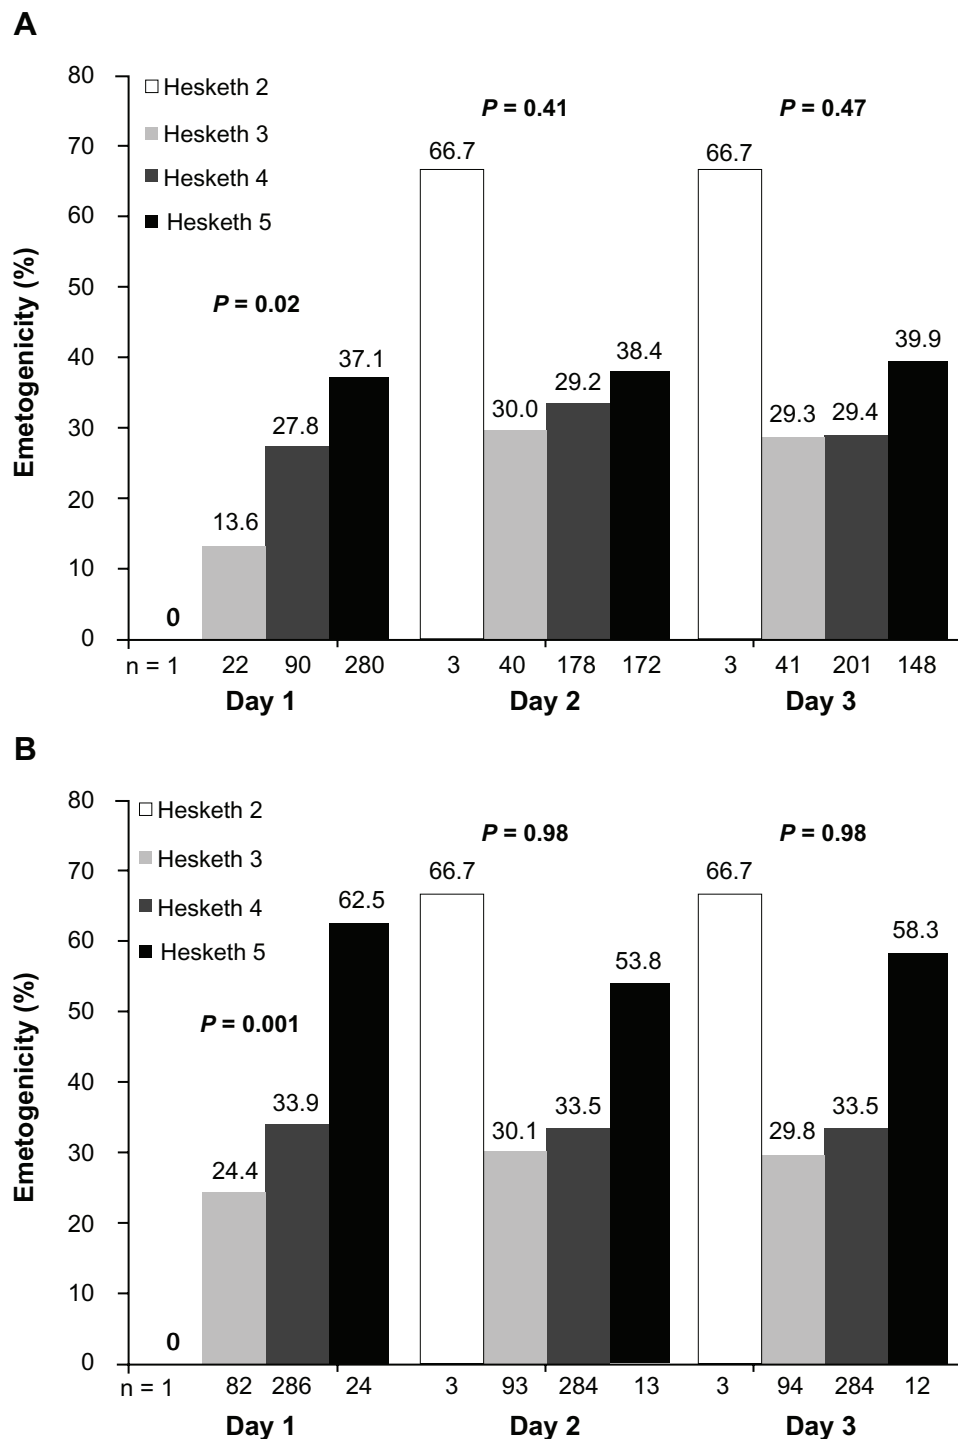 A
Emetogenicity (%)
80
70
60
50
40
30
20
10
0
Hesketh 2
Hesketh 3
Hesketh 4
Hesketh 5
P = 0.02
P = 0.41
P = 0.47
0
13.6
27.8
37.1
66.7
30.0
29.2
38.4
66.7
29.3
29.4
39.9
n = 1 22 90 280 3 40 178 172 3 41 201 148
Day 1 Day 2 Day 3
B
Emetogenicity (%)
80
70
60
50
40
30
20
10
0
Hesketh 2
Hesketh 3
Hesketh 4
Hesketh 5
P = 0.001
P = 0.98
P = 0.98
0
24.4
33.9
62.5
66.7
30.1
33.5
53.8
66.7
29.8
33.5
58.3
n = 1 82 286 24 3 93 284 13 3 94 284 12
Day 1 Day 2 Day 3